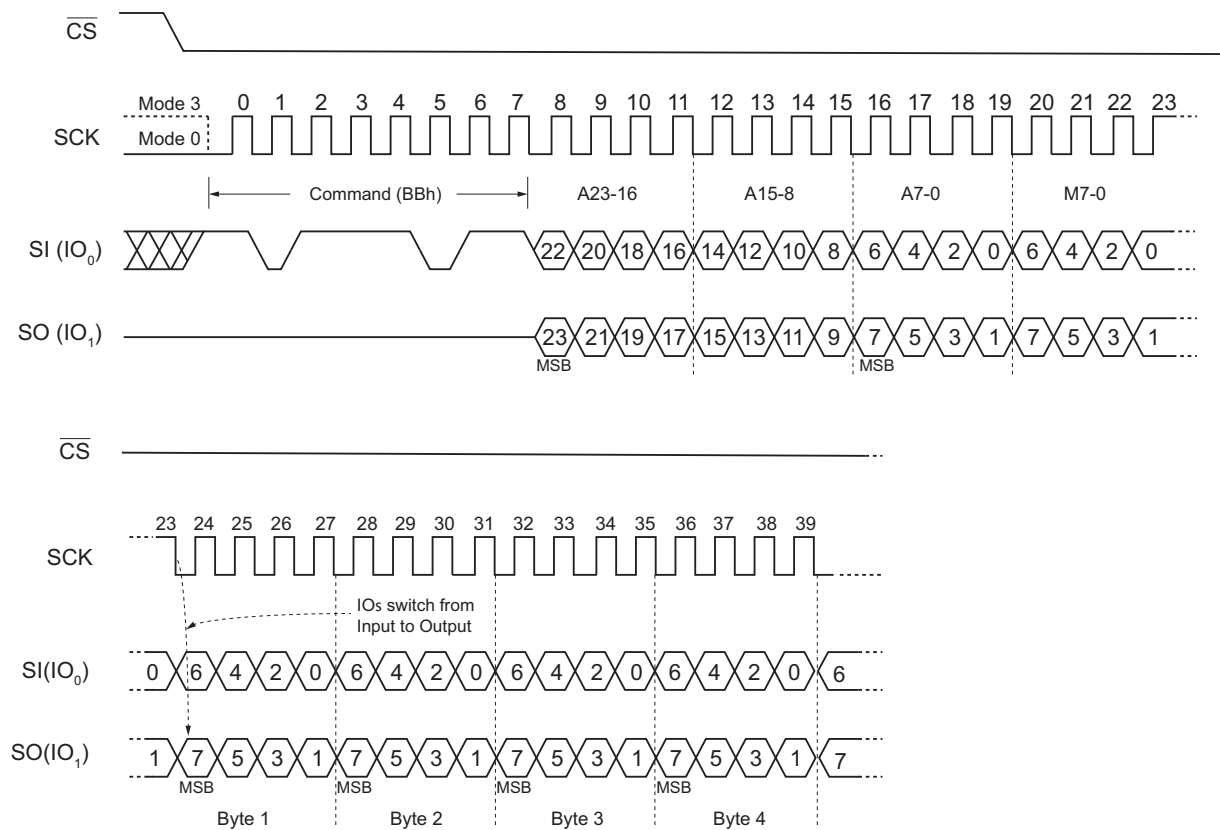 CS
Mode 3 0 1 2 3 4 5 6 7 8 9 10 11 12 13 14 15 16 17 18 19 20 21 22 23
SCK Mode 0
Command (BBh) A23-16 A15-8 A7-0 M7-0
SI (IO0) 22 20 18 16 14 12 10 8 6 4 2 0 6 4 2 0
SO (IO1) 23 21 19 17 15 13 11 9 7 5 3 1 7 5 3 1
MSB MSB
CS
23 24 25 26 27 28 29 30 31 32 33 34 35 36 37 38 39
SCK
IOs switch from
Input to Output
SI(IO0) 0 6 4 2 0 6 4 2 0 6 4 2 0 6 4 2 0 6
SO(IO1) 1 7 5 3 1 7 5 3 1 7 5 3 1 7 5 3 1 7
MSB MSB MSB MSB
Byte 1 Byte 2 Byte 3 Byte 4